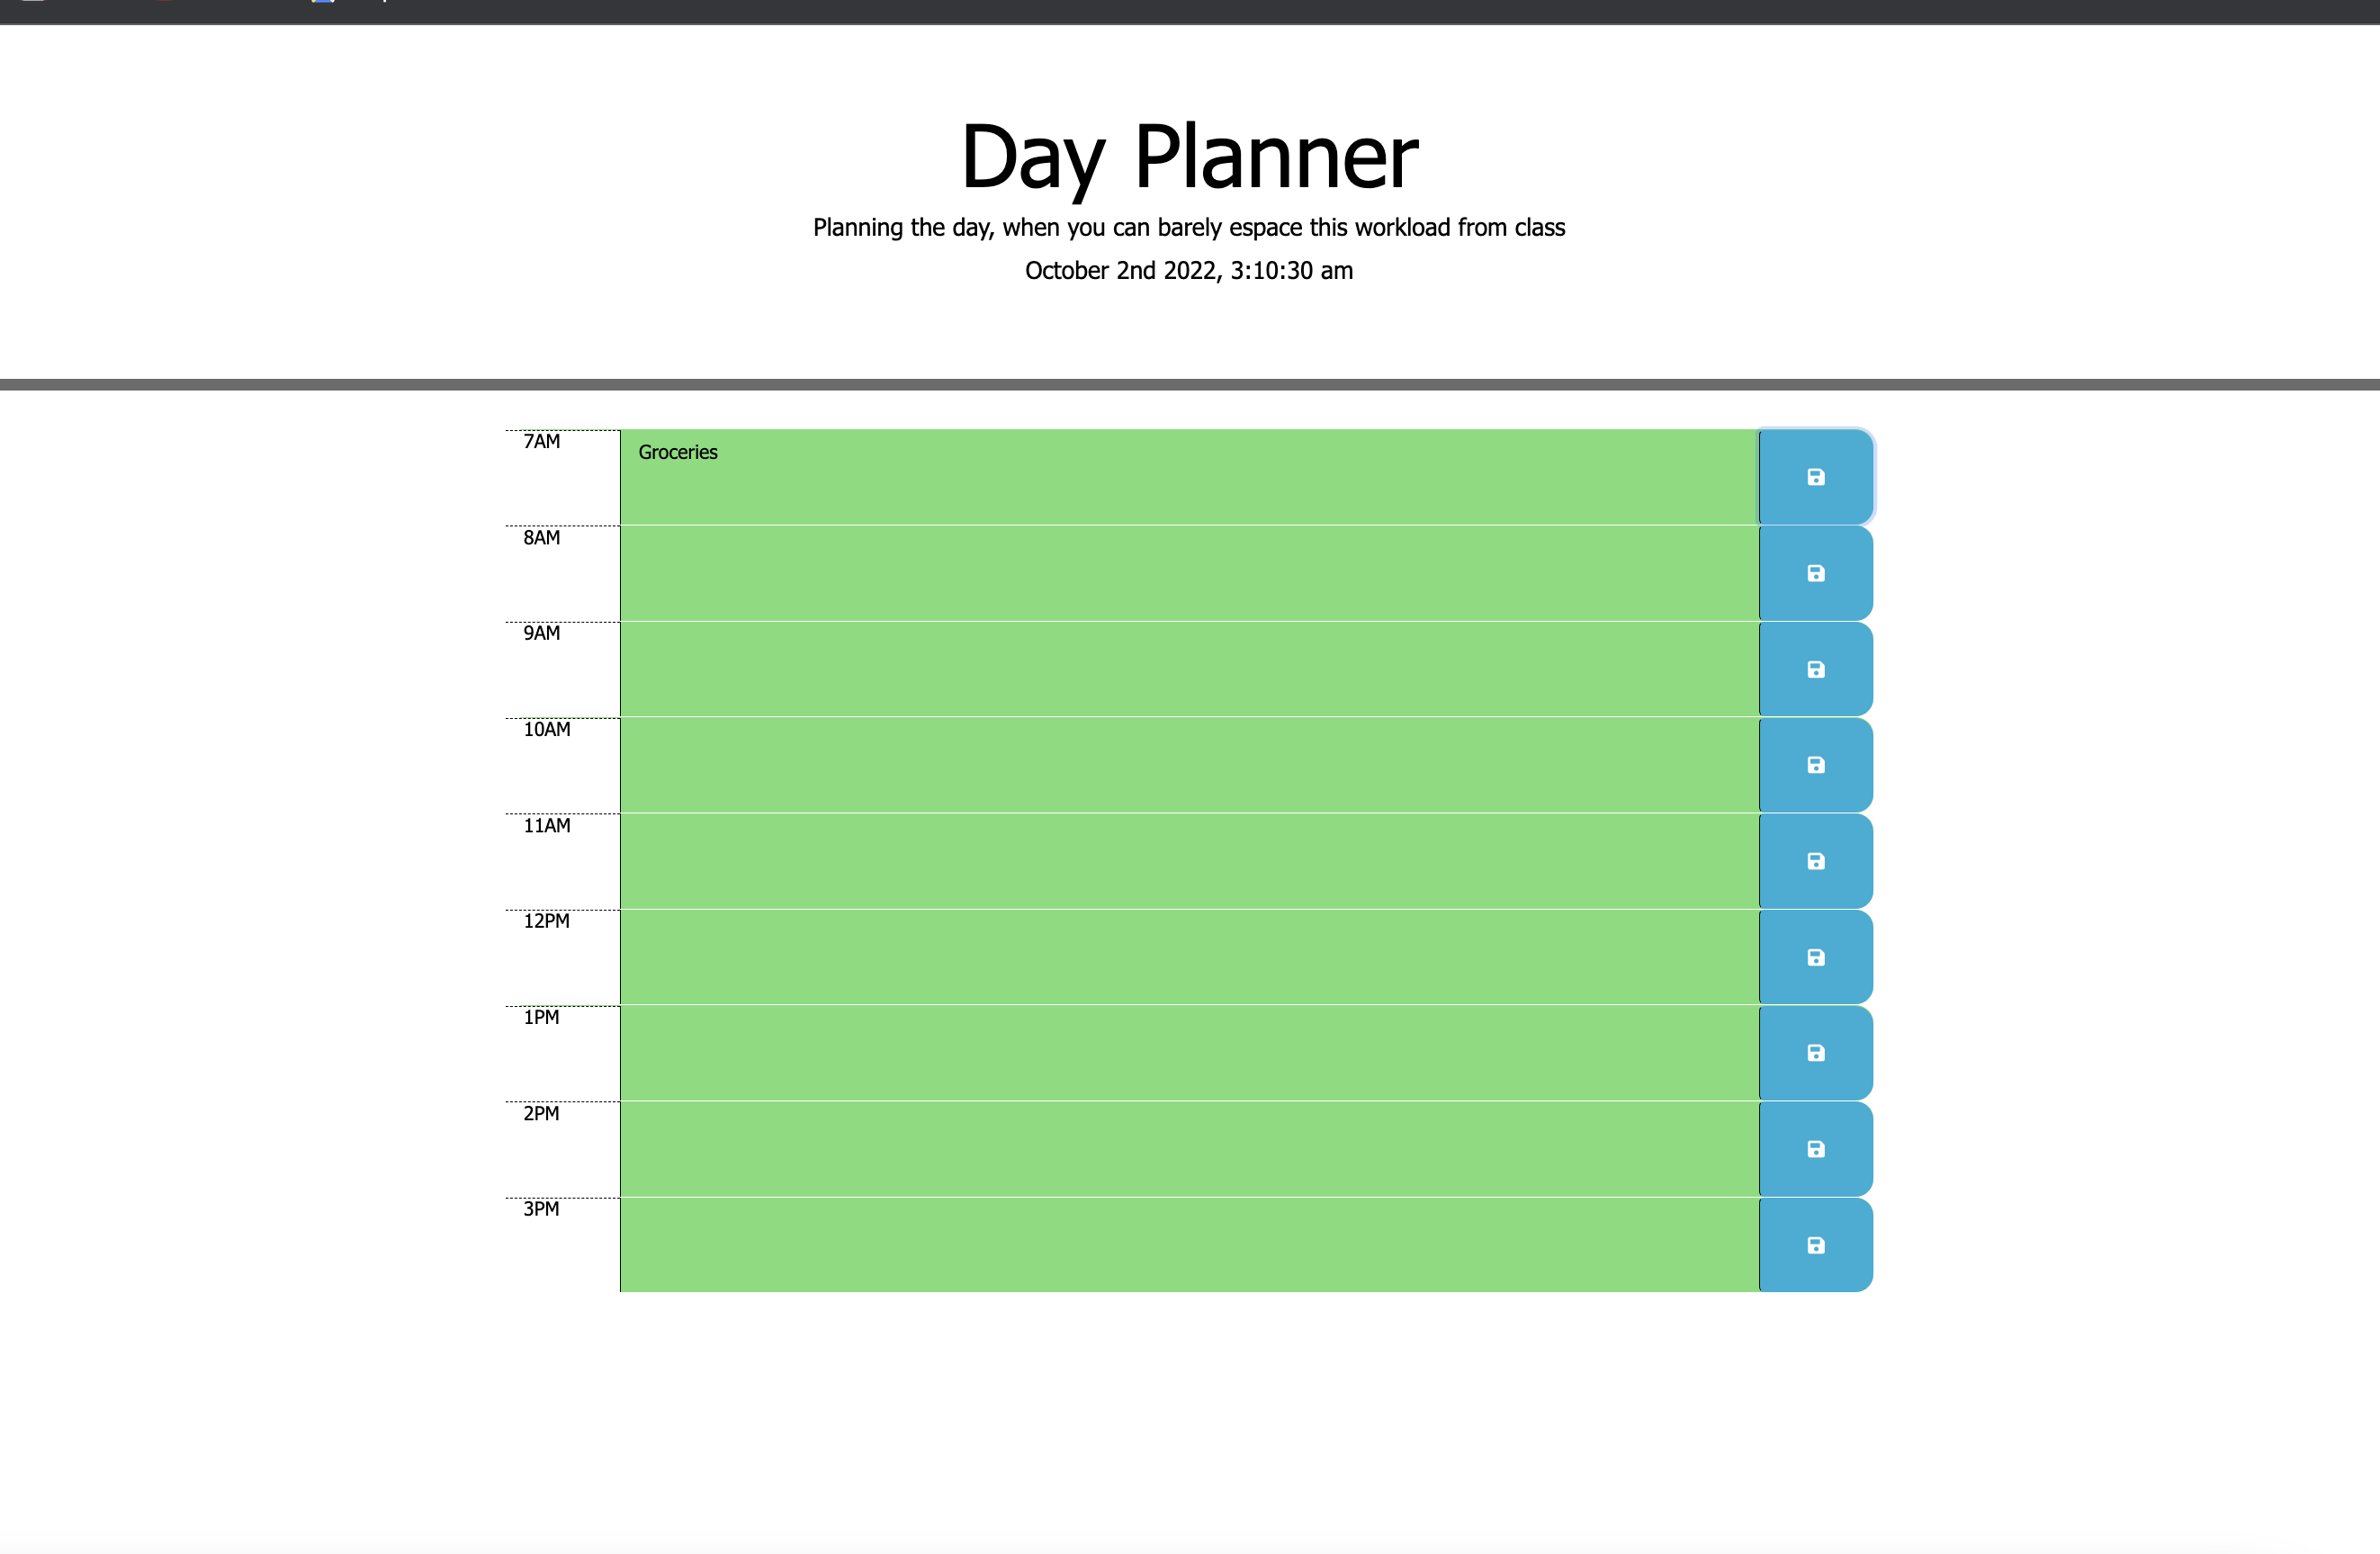 Day Planner
Planning the day, when you can barely espace this workload from class
October 2nd 2022, 3:10:30 am
7AM
Groceries
8AM
9AM
10AM
11AM
12PM
1PM
2PM
3PM